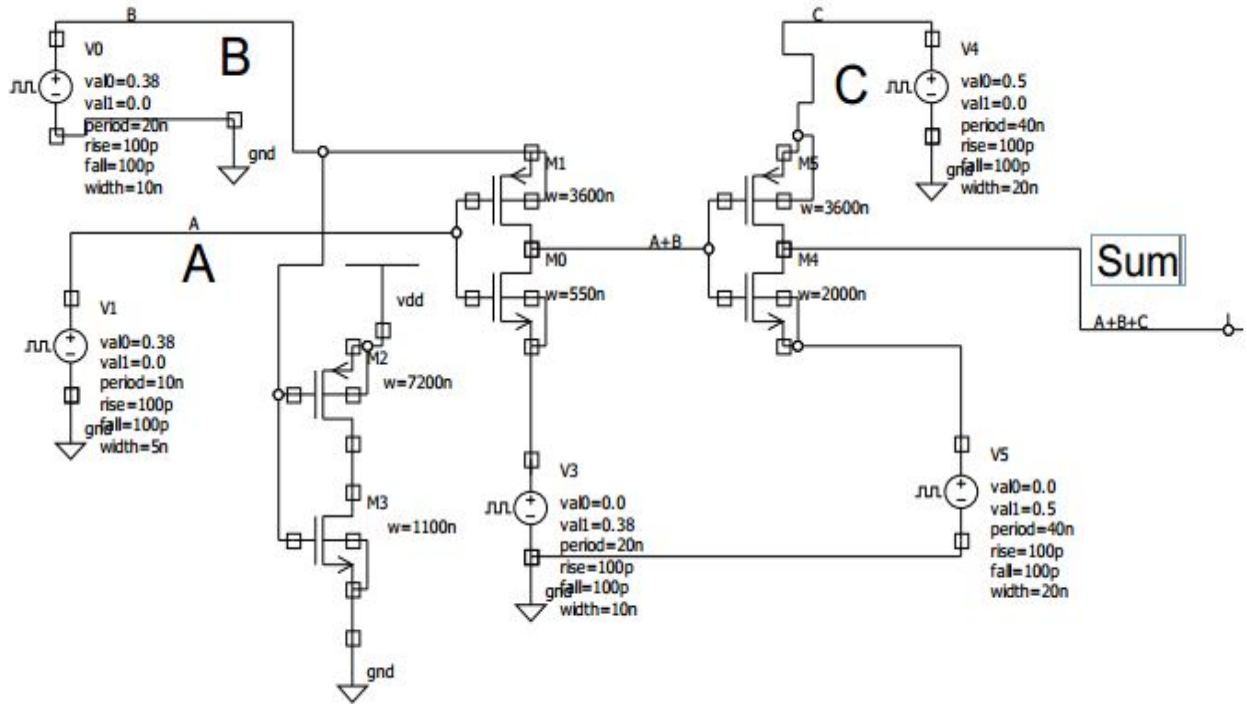 B
V0
val0=0.38
val1=0.0
period=20n
rise=100p
fall=100p
width=10n
B
gnd
C
V4
val0=0.5
val1=0.0
period=40n
rise=100p
fall=100p
width=20n
gnd
C
M1
w=3600n
M5
w=3600n
A
A
A+B
M0
w=550n
M4
w=2000n
Sum
A+B+C
V1
val0=0.38
val1=0.0
period=10n
rise=100p
fall=100p
width=5n
gnd
vdd
M2
w=7200n
M3
w=1100n
gnd
V3
val0=0.0
val1=0.38
period=20n
rise=100p
fall=100p
width=10n
gnd
V5
val0=0.0
val1=0.5
period=40n
rise=100p
fall=100p
width=20n